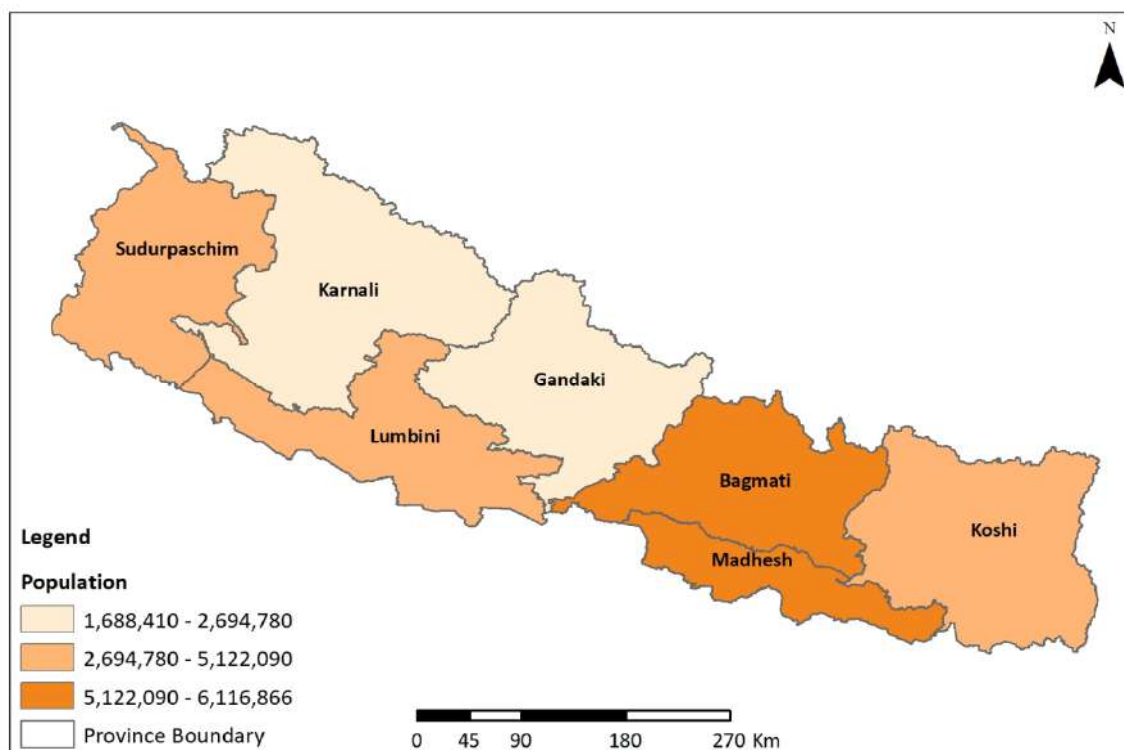 N
Sudurpaschim
Karnali
Gandaki
Lumbini
Bagmati
Koshi
Madhesh
Legend
Population
1,688,410 - 2,694,780
2,694,780 - 5,122,090
5,122,090 - 6,116,866
Province Boundary
0 45 90 180 270 Km